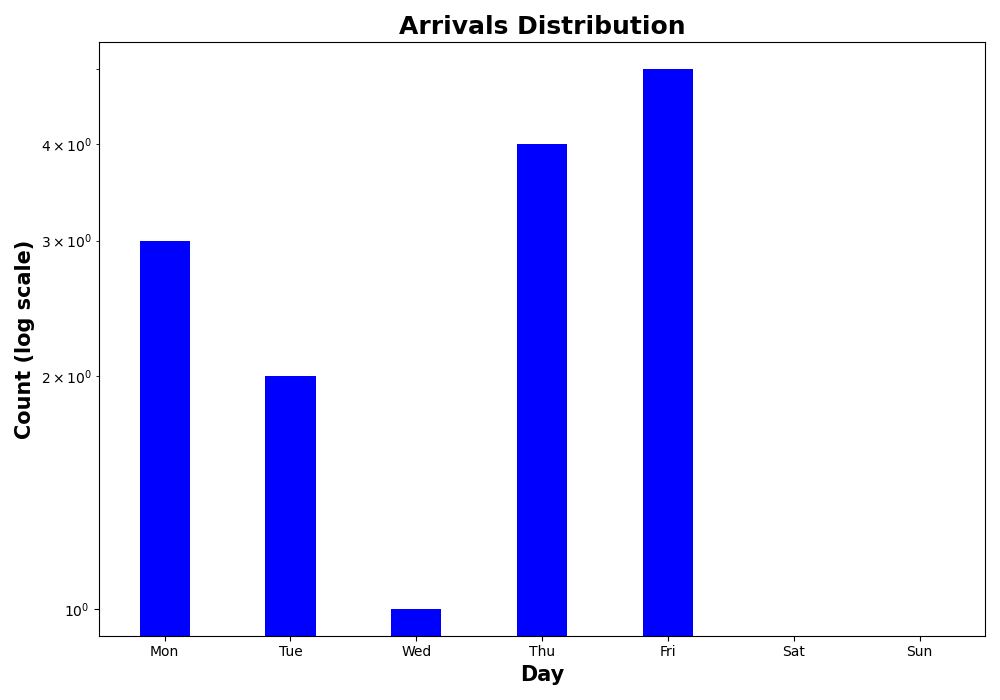 Arrivals Distribution
Count (log scale)
4 × 10⁰
3 × 10⁰
2 × 10⁰
10⁰
Mon Tue Wed Thu Fri Sat Sun
Day